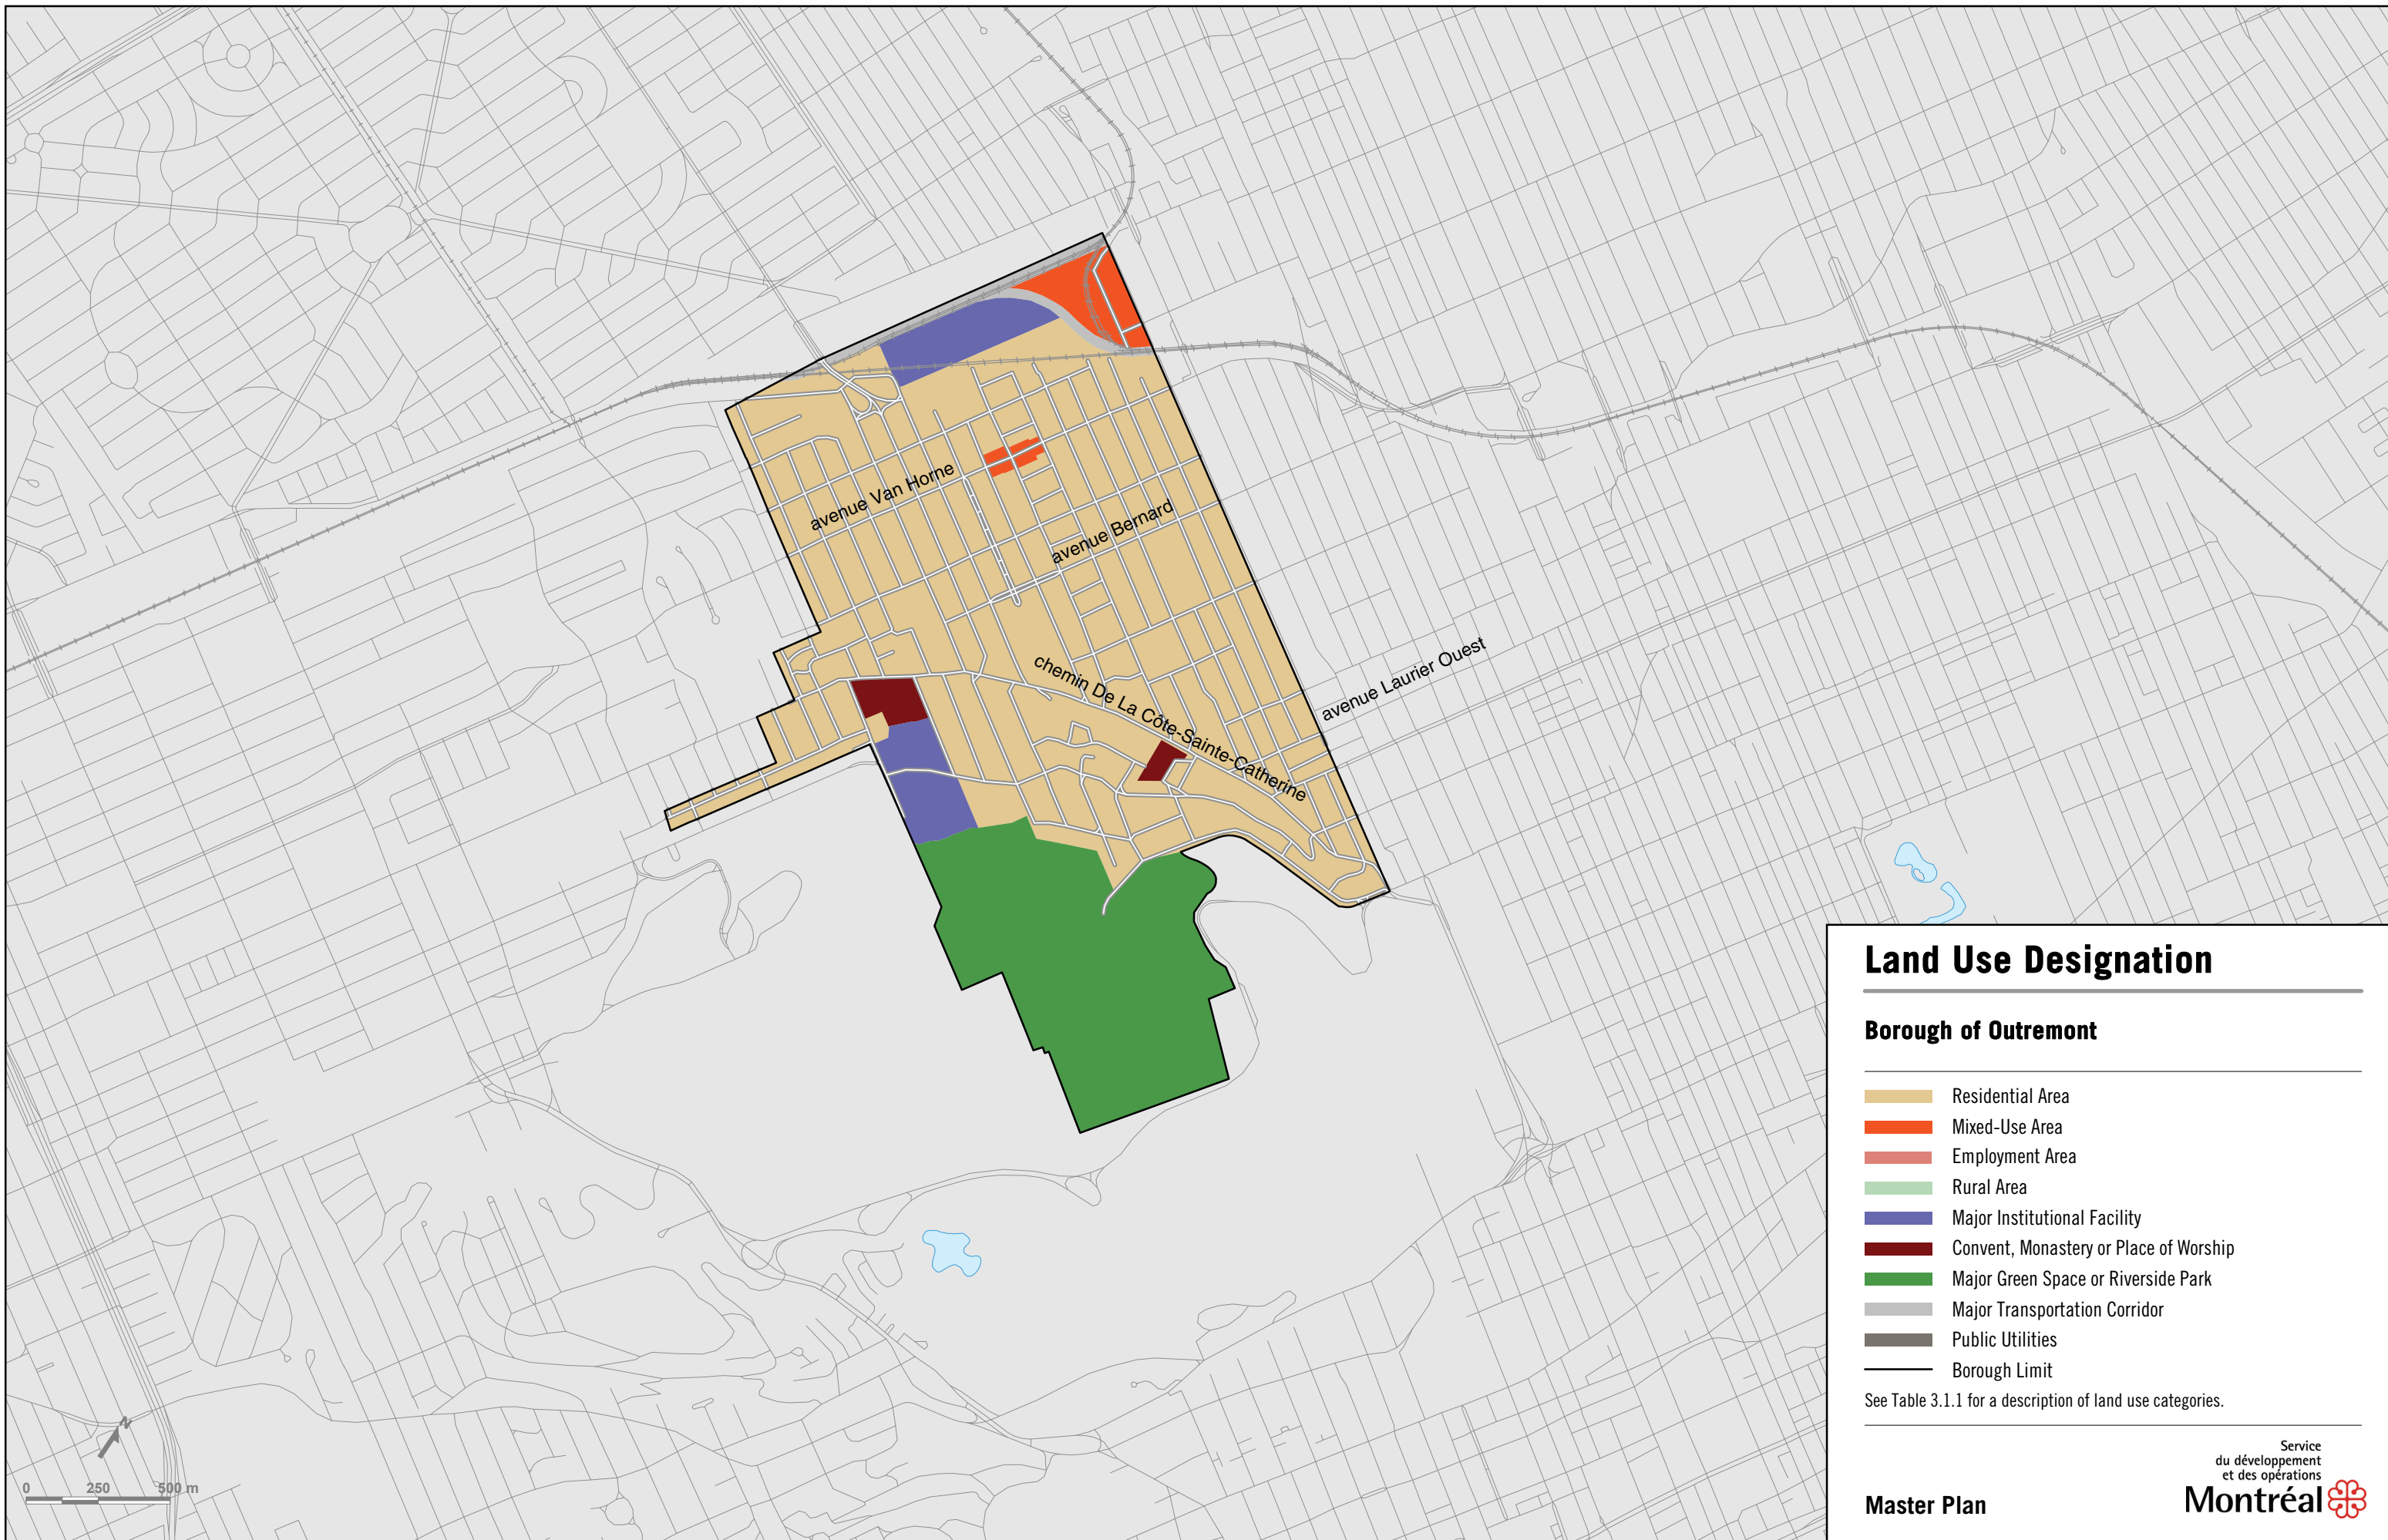 avenue Van Horne
avenue Bernard
chemin De La Côte-Sainte-Catherine
avenue Laurier Ouest
N
0 250 500 m
Land Use Designation
Borough of Outremont
Residential Area
Mixed-Use Area
Employment Area
Rural Area
Major Institutional Facility
Convent, Monastery or Place of Worship
Major Green Space or Riverside Park
Major Transportation Corridor
Public Utilities
Borough Limit
See Table 3.1.1 for a description of land use categories.
Service
du développement
et des opérations
Master Plan
Montréal